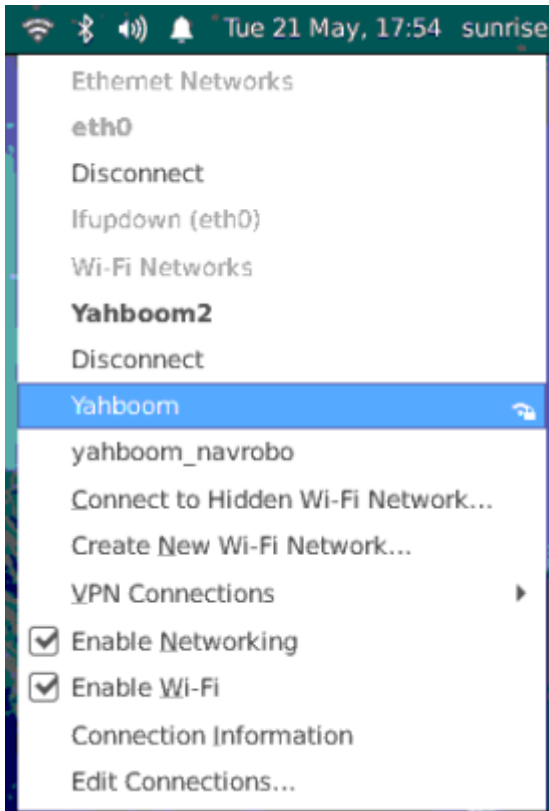 Tue 21 May, 17:54 sunrise
Ethernet Networks
eth0
Disconnect
Ifupdown (eth0)
Wi-Fi Networks
Yahboom2
Disconnect
Yahboom
yahboom_navrobo
Connect to Hidden Wi-Fi Network...
Create New Wi-Fi Network...
VPN Connections
Enable Networking
Enable Wi-Fi
Connection Information
Edit Connections...